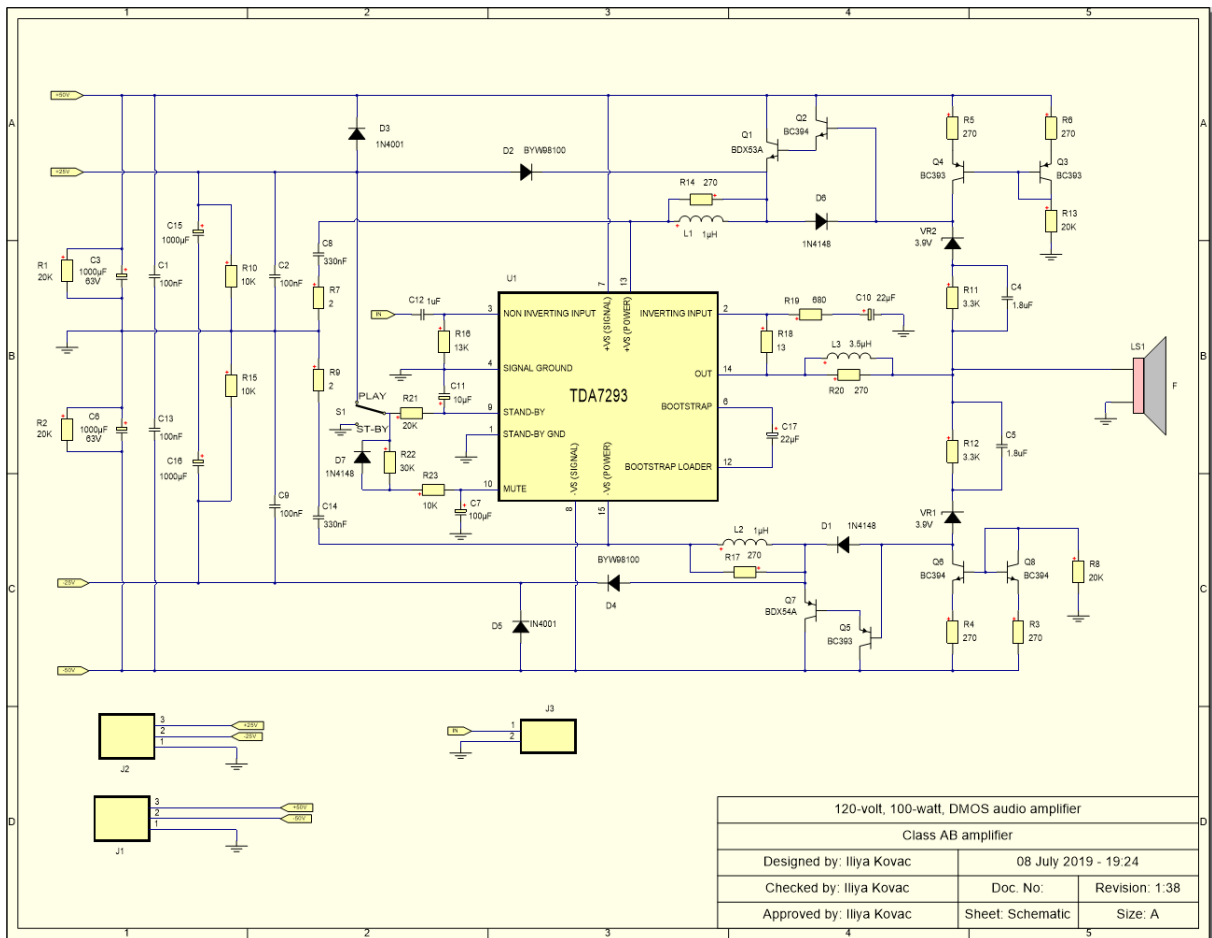 1 2 3 4 5
A
B
C
D
A
B
C
D
1 2 3 4 5
+50V
+25V
-25V
-50V
D3
1N4001
D2 BYW98100
Q1
BDX53A
Q2
BC394
R5
270
R6
270
Q4
BC393
Q3
BC393
R14 270
L1 1µH
D6
1N4148
R13
20K
VR2
3.9V
R1
20K
C3
1000µF
63V
C1
100nF
C15
1000µF
R10
10K
C2
100nF
C8
330nF
R7
2
R11
3.3K
C4
1.8uF
U1
TDA7293
7
+VS (SIGNAL)
13
+VS (POWER)
3 NON INVERTING INPUT
4 SIGNAL GROUND
9 STAND-BY
1 STAND-BY GND
10 MUTE
8
-VS (SIGNAL)
15
-VS (POWER)
INVERTING INPUT 2
OUT 14
BOOTSTRAP 6
BOOTSTRAP LOADER 12
IN
C12 1uF
R16
13K
C11
10µF
R19 680
C10 22µF
R18
13
L3 3.5µH
R20 270
C17
22µF
LS1
F
R2
20K
C6
1000µF
63V
C13
100nF
C16
1000µF
R15
10K
C9
100nF
R9
2
C14
330nF
S1
PLAY
ST-BY
R21
20K
D7
1N4148
R22
30K
R23
10K
C7
100µF
R12
3.3K
C5
1.8uF
VR1
3.9V
L2 1µH
R17 270
D1 1N4148
BYW98100
D4
D5
IN4001
Q7
BDX54A
Q5
BC393
Q6
BC394
Q8
BC394
R8
20K
R4
270
R3
270
3 +25V
2 -25V
1
J2
3 +50V
2 -50V
1
J1
J3
IN 1
2
120-volt, 100-watt, DMOS audio amplifier
Class AB amplifier
Designed by: Iliya Kovac 08 July 2019 - 19:24
Checked by: Iliya Kovac Doc. No: Revision: 1:38
Approved by: Iliya Kovac Sheet: Schematic Size: A